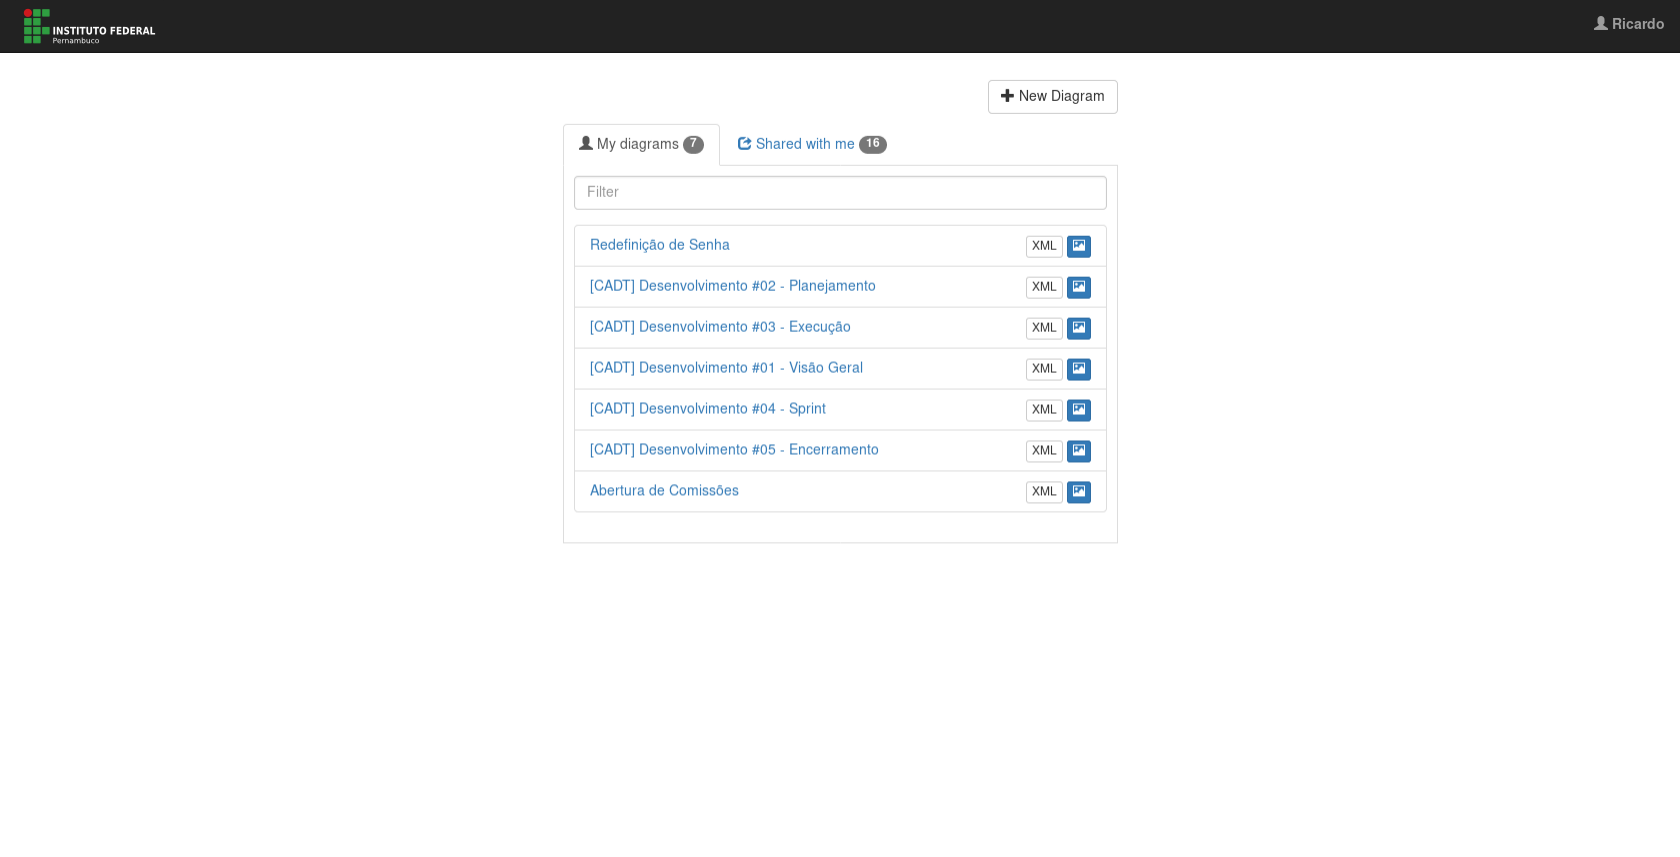 INSTITUTO FEDERAL
Pernambuco
Ricardo
New Diagram
My diagrams 7
Shared with me 16
Filter
Redefinição de Senha XML
[CADT] Desenvolvimento #02 - Planejamento XML
[CADT] Desenvolvimento #03 - Execução XML
[CADT] Desenvolvimento #01 - Visão Geral XML
[CADT] Desenvolvimento #04 - Sprint XML
[CADT] Desenvolvimento #05 - Encerramento XML
Abertura de Comissões XML